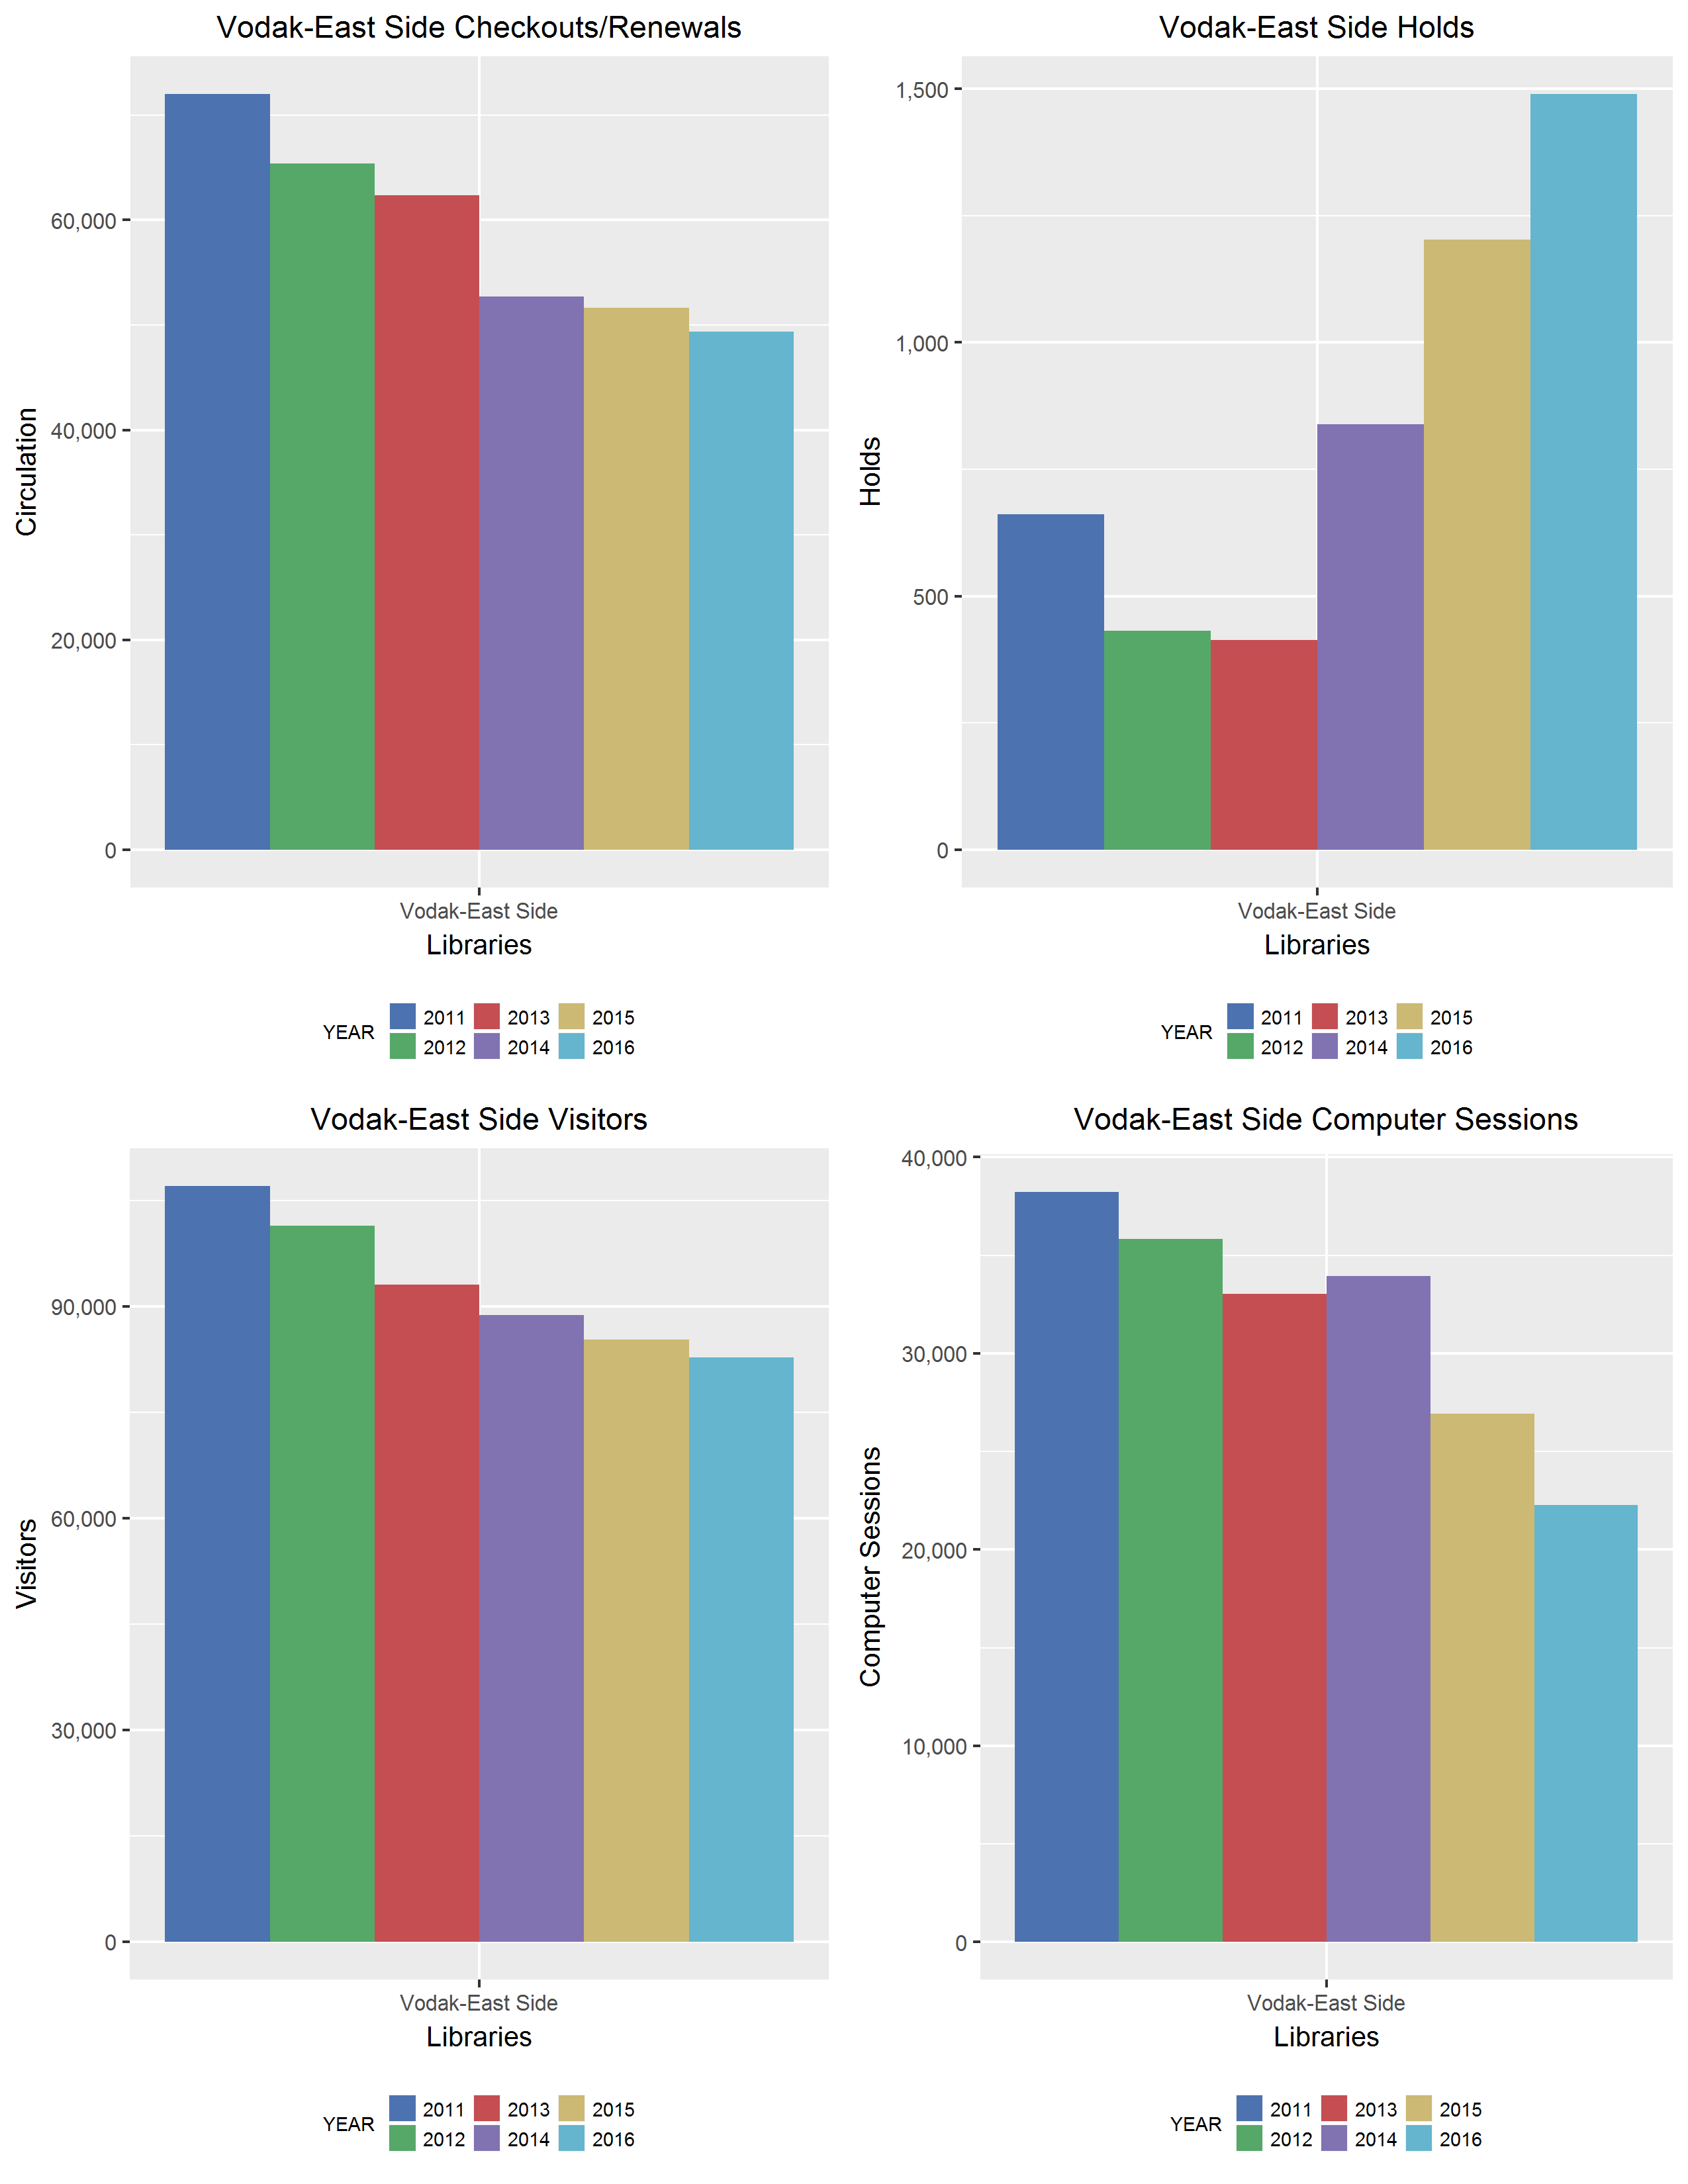 Vodak-East Side Checkouts/Renewals
Circulation
60,000
40,000
20,000
0
Vodak-East Side
Libraries
YEAR
2011 2013 2015
2012 2014 2016
Vodak-East Side Holds
Holds
1,500
1,000
500
0
Vodak-East Side
Libraries
YEAR
2011 2013 2015
2012 2014 2016
Vodak-East Side Visitors
Visitors
90,000
60,000
30,000
0
Vodak-East Side
Libraries
YEAR
2011 2013 2015
2012 2014 2016
Vodak-East Side Computer Sessions
Computer Sessions
40,000
30,000
20,000
10,000
0
Vodak-East Side
Libraries
YEAR
2011 2013 2015
2012 2014 2016